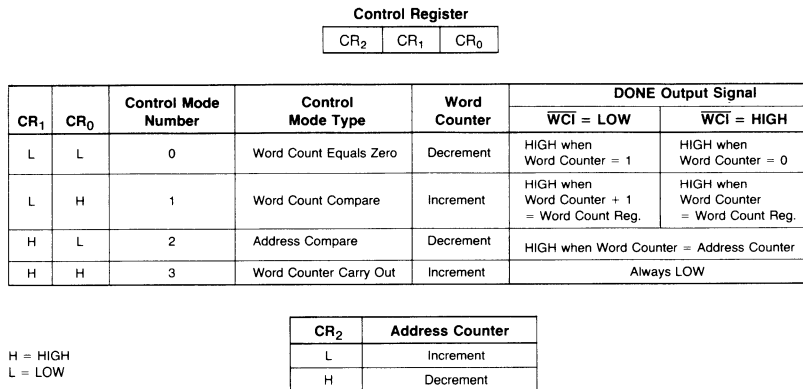 Control Register
CR₂ CR₁ CR₀
CR₁ CR₀ Control Mode Number Control Mode Type Word Counter DONE Output Signal
W̅C̅I̅ = LOW W̅C̅I̅ = HIGH
L L 0 Word Count Equals Zero Decrement HIGH when Word Counter = 1 HIGH when Word Counter = 0
L H 1 Word Count Compare Increment HIGH when Word Counter + 1 = Word Count Reg. HIGH when Word Counter = Word Count Reg.
H L 2 Address Compare Decrement HIGH when Word Counter = Address Counter
H H 3 Word Counter Carry Out Increment Always LOW
CR₂ Address Counter
L Increment
H Decrement
H = HIGH
L = LOW